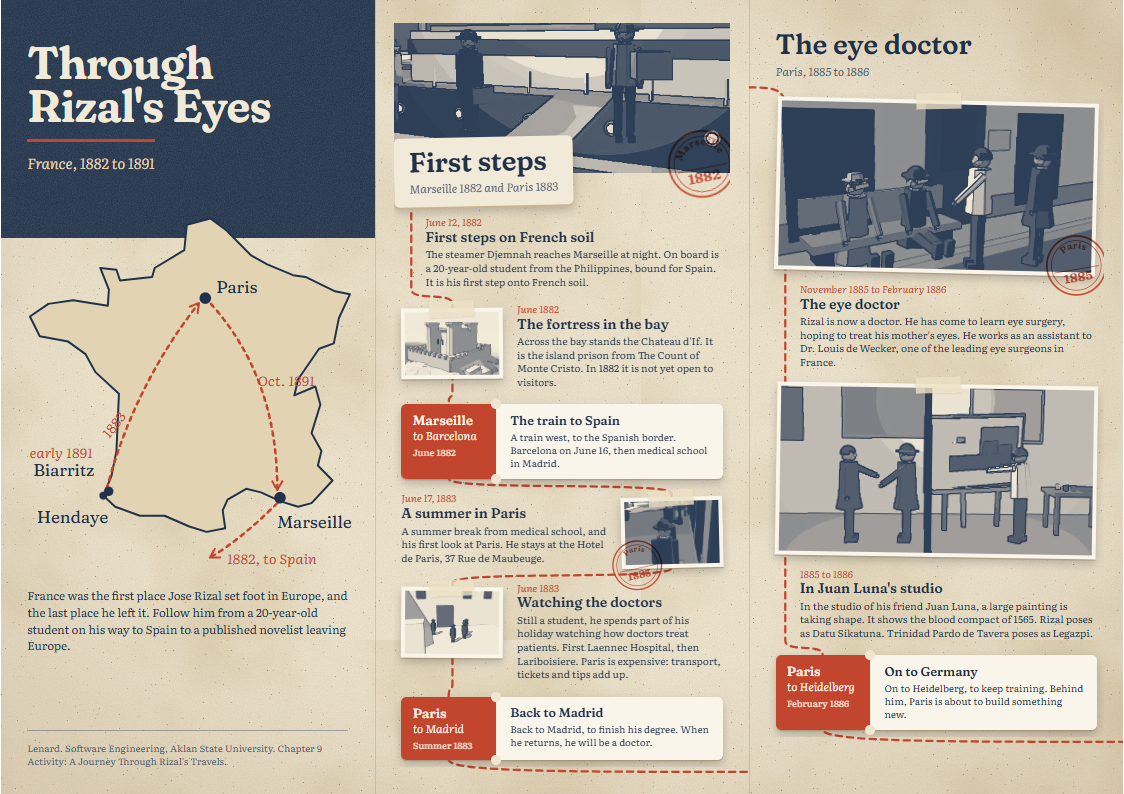 Through
Rizal's Eyes
France, 1882 to 1891
Paris
Oct. 1891
1883
early 1891
Biarritz
Hendaye
Marseille
1882, to Spain
France was the first place Jose Rizal set foot in Europe, and
the last place he left it. Follow him from a 20-year-old
student on his way to Spain to a published novelist leaving
Europe.
Lenard. Software Engineering, Aklan State University. Chapter 9
Activity: A Journey Through Rizal's Travels.
First steps
Marseille 1882 and Paris 1883
Marseille
1882
June 12, 1882
First steps on French soil
The steamer Djemnah reaches Marseille at night. On board is
a 20-year-old student from the Philippines, bound for Spain.
It is his first step onto French soil.
June 1882
The fortress in the bay
Across the bay stands the Chateau d'If. It
is the island prison from The Count of
Monte Cristo. In 1882 it is not yet open to
visitors.
Marseille
to Barcelona
June 1882
The train to Spain
A train west, to the Spanish border.
Barcelona on June 16, then medical school
in Madrid.
June 17, 1883
A summer in Paris
A summer break from medical school, and
his first look at Paris. He stays at the Hotel
de Paris, 37 Rue de Maubeuge.
Paris
1883
June 1883
Watching the doctors
Still a student, he spends part of his
holiday watching how doctors treat
patients. First Laennec Hospital, then
Lariboisiere. Paris is expensive: transport,
tickets and tips add up.
Paris
to Madrid
Summer 1883
Back to Madrid
Back to Madrid, to finish his degree. When
he returns, he will be a doctor.
The eye doctor
Paris, 1885 to 1886
Paris
1885
November 1885 to February 1886
The eye doctor
Rizal is now a doctor. He has come to learn eye surgery,
hoping to treat his mother's eyes. He works as an assistant to
Dr. Louis de Wecker, one of the leading eye surgeons in
France.
1885 to 1886
In Juan Luna's studio
In the studio of his friend Juan Luna, a large painting is
taking shape. It shows the blood compact of 1565. Rizal poses
as Datu Sikatuna. Trinidad Pardo de Tavera poses as Legazpi.
Paris
to Heidelberg
February 1886
On to Germany
On to Heidelberg, to keep training. Behind
him, Paris is about to build something
new.